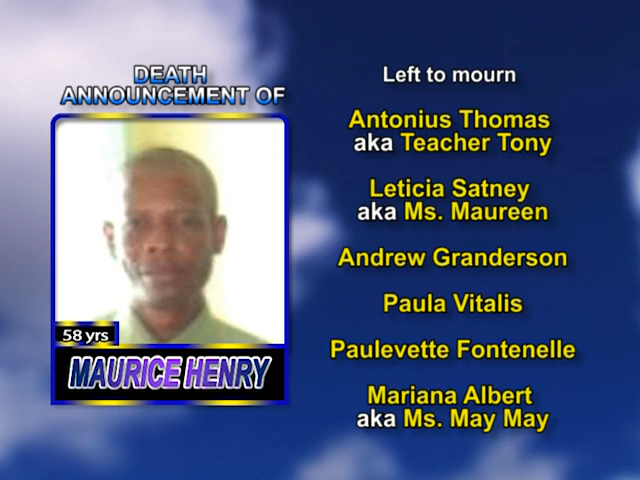 DEATH
ANNOUNCEMENT OF
58 yrs
MAURICE HENRY
Left to mourn
Antonius Thomas
aka Teacher Tony
Leticia Satney
aka Ms. Maureen
Andrew Granderson
Paula Vitalis
Paulevette Fontenelle
Mariana Albert
aka Ms. May May